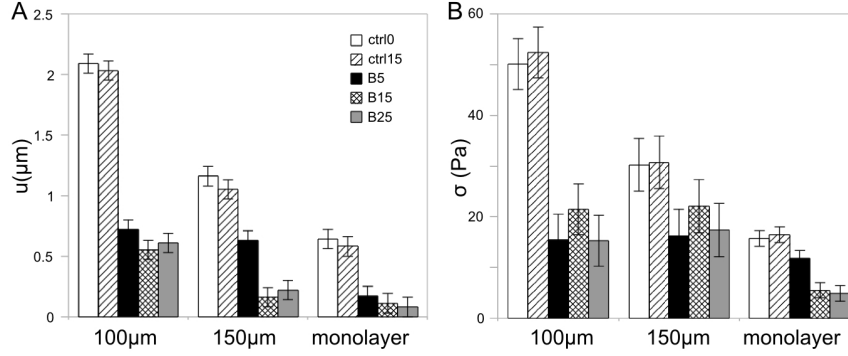 A
u(μm)
2.5
2
1.5
1
0.5
0
ctrl0
ctrl15
B5
B15
B25
100μm
150μm
monolayer
B
σ (Pa)
60
40
20
0
100μm
150μm
monolayer